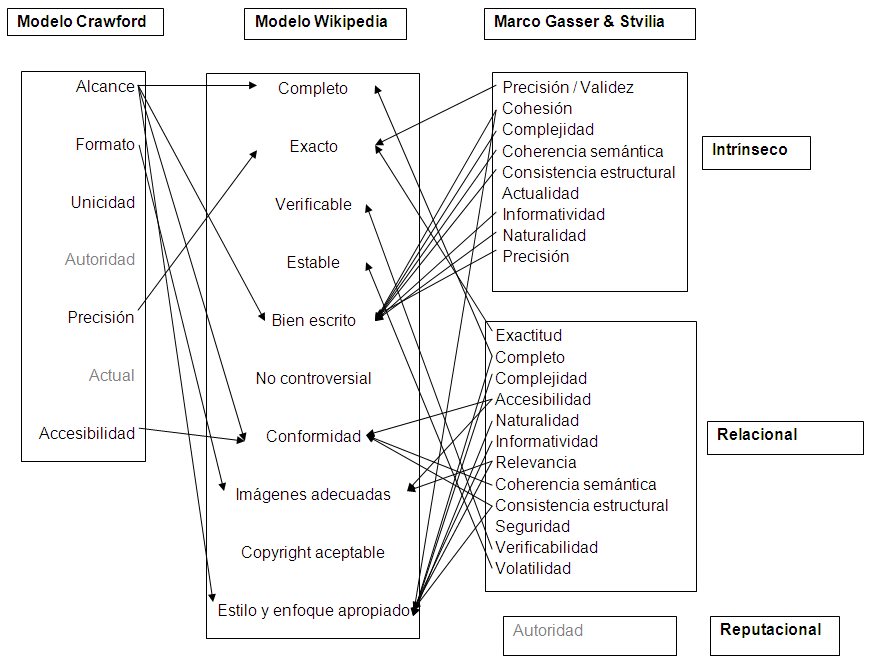 Modelo Crawford
Modelo Wikipedia
Marco Gasser & Stvilia
Alcance
Formato
Unicidad
Autoridad
Precisión
Actual
Accesibilidad
Completo
Exacto
Verificable
Estable
Bien escrito
No controversial
Conformidad
Imágenes adecuadas
Copyright aceptable
Estilo y enfoque apropiado
Precisión / Validez
Cohesión
Complejidad
Coherencia semántica
Consistencia estructural
Actualidad
Informatividad
Naturalidad
Precisión
Intrínseco
Exactitud
Completo
Complejidad
Accesibilidad
Naturalidad
Informatividad
Relevancia
Coherencia semántica
Consistencia estructural
Seguridad
Verificabilidad
Volatilidad
Relacional
Autoridad
Reputacional